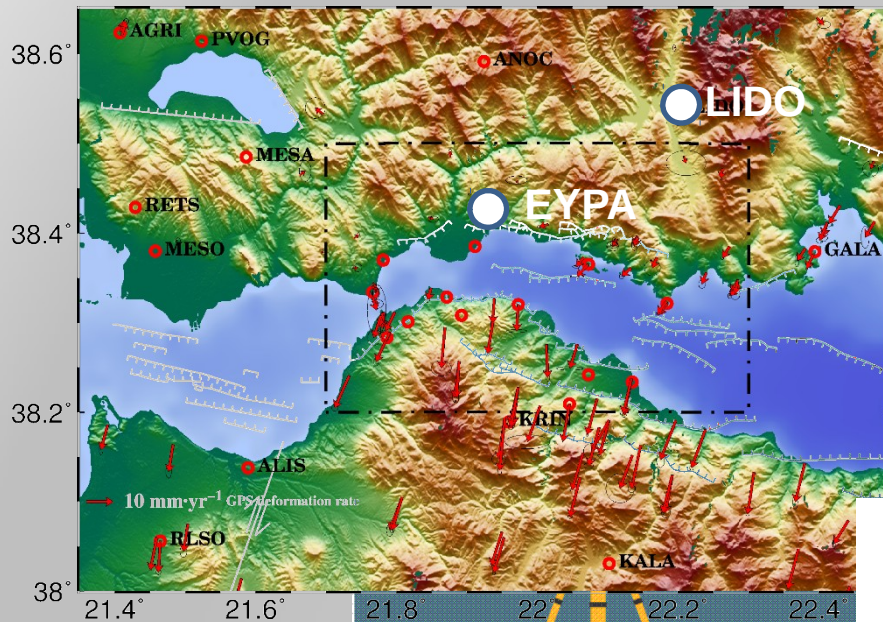 38.6°
AGRI
PVOG
ANOC
LIDO
MESA
EYPA
RETS
38.4°
MESO
GALA
38.2°
KRIN
ALIS
10 mm·yr⁻¹ GPS deformation rate
RLSO
KALA
38°
21.4° 21.6° 21.8° 22° 22.2° 22.4°